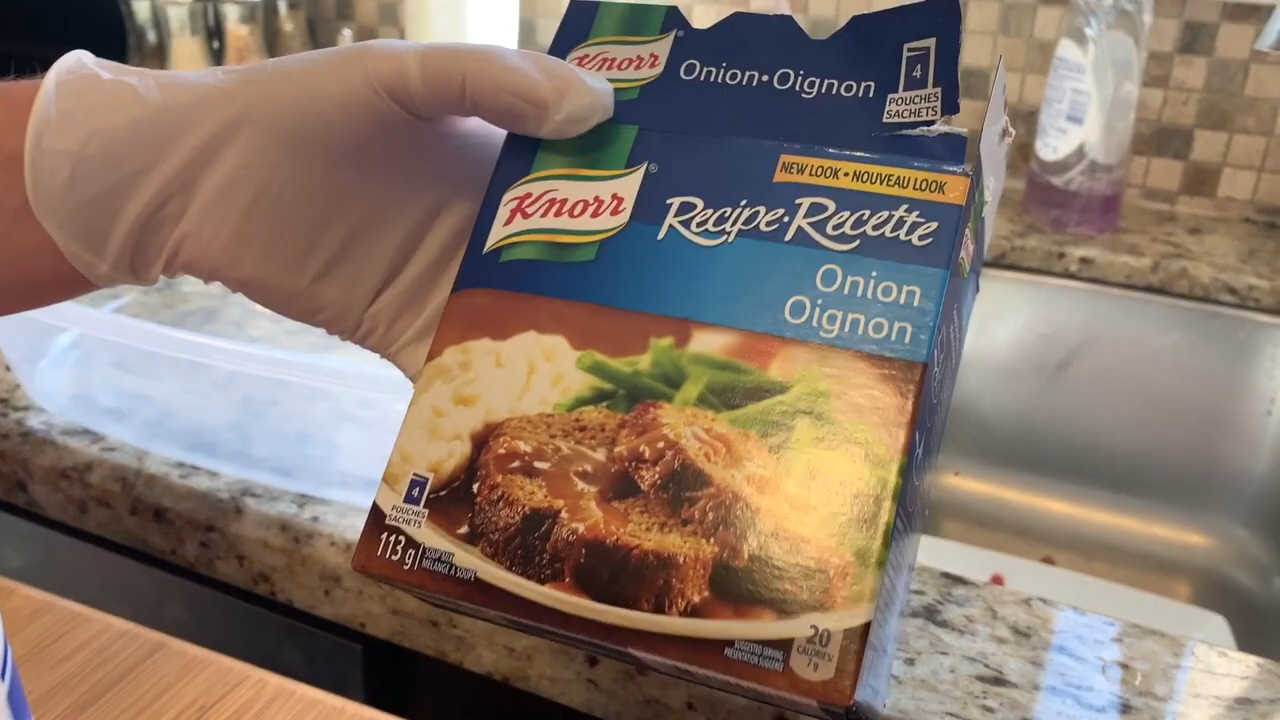 Knorr
Onion•Oignon
4
POUCHES
SACHETS
NEW LOOK • NOUVEAU LOOK
Knorr
Recipe•Recette
Onion
Oignon
4
POUCHES
SACHETS
113 g
SOUP MIX
MÉLANGE À SOUPE
SUGGESTED SERVING
PRÉSENTATION SUGGÉRÉE
20
CALORIES/
7 g